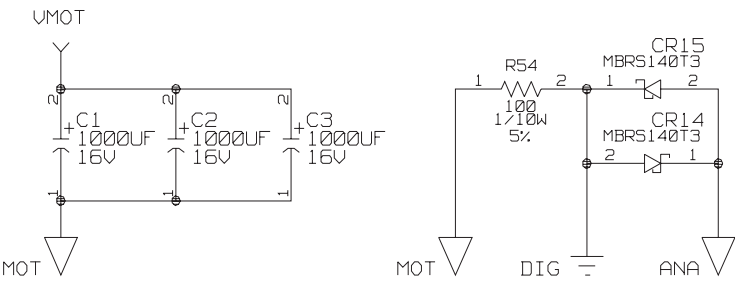 VMOT
2 2 2
C1 C2 C3
+ + +
1000UF 1000UF 1000UF
16V 16V 16V
1 1 1
MOT
CR15
R54 MBRS140T3
1 2 1 2
100
1/10W
5%
CR14
MBRS140T3
2 1
MOT DIG ANA